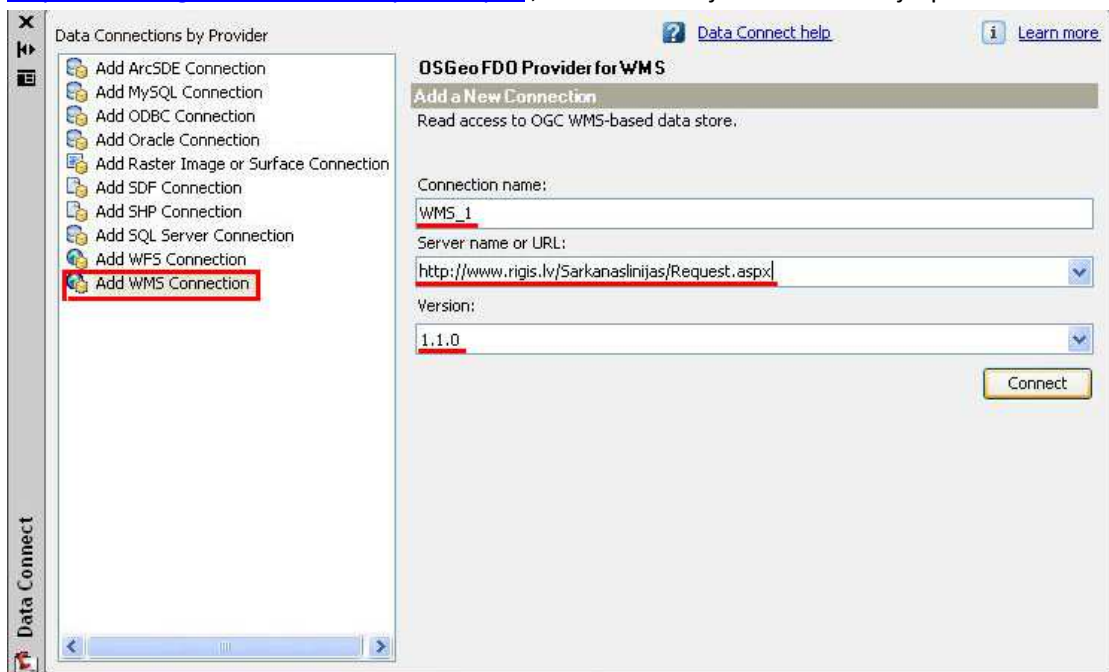 Data Connections by Provider
Data Connect help
Learn more
Add ArcSDE Connection
Add MySQL Connection
Add ODBC Connection
Add Oracle Connection
Add Raster Image or Surface Connection
Add SDF Connection
Add SHP Connection
Add SQL Server Connection
Add WFS Connection
Add WMS Connection
OSGeo FDO Provider for WMS
Add a New Connection
Read access to OGC WMS-based data store.
Connection name:
WMS_1
Server name or URL:
http://www.rigis.lv/Sarkanaslinijas/Request.aspx
Version:
1.1.0
Connect
Data Connect